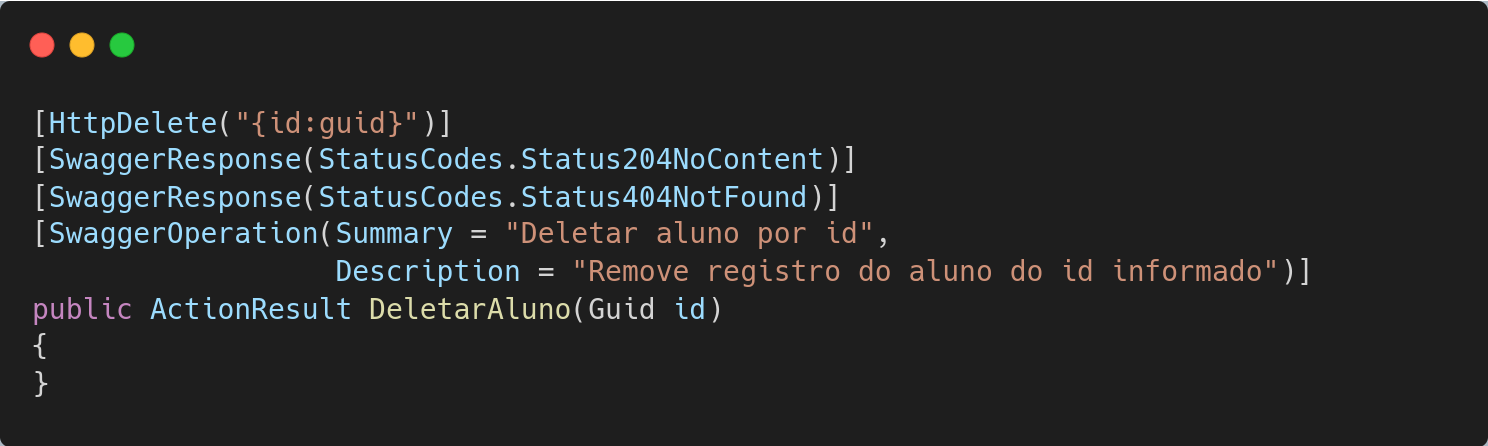 [HttpDelete("{id:guid}")]
[SwaggerResponse(StatusCodes.Status204NoContent)]
[SwaggerResponse(StatusCodes.Status404NotFound)]
[SwaggerOperation(Summary = "Deletar aluno por id",
                  Description = "Remove registro do aluno do id informado")]
public ActionResult DeletarAluno(Guid id)
{
}